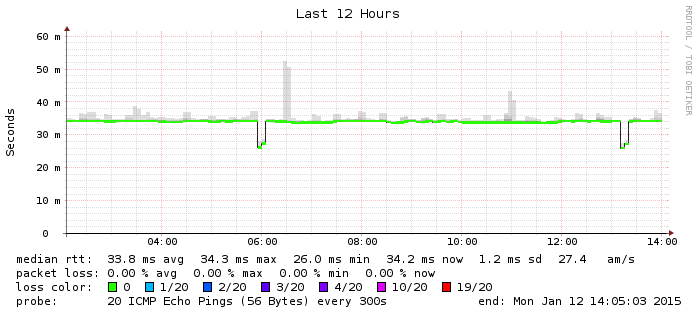 Last 12 Hours
RRDTOOL / TOBI OETIKER
Seconds
60 m
50 m
40 m
30 m
20 m
10 m
0
04:00 06:00 08:00 10:00 12:00 14:00
median rtt: 33.8 ms avg 34.3 ms max 26.0 ms min 34.2 ms now 1.2 ms sd 27.4 am/s
packet loss: 0.00 % avg 0.00 % max 0.00 % min 0.00 % now
loss color: 0 1/20 2/20 3/20 4/20 10/20 19/20
probe: 20 ICMP Echo Pings (56 Bytes) every 300s end: Mon Jan 12 14:05:03 2015